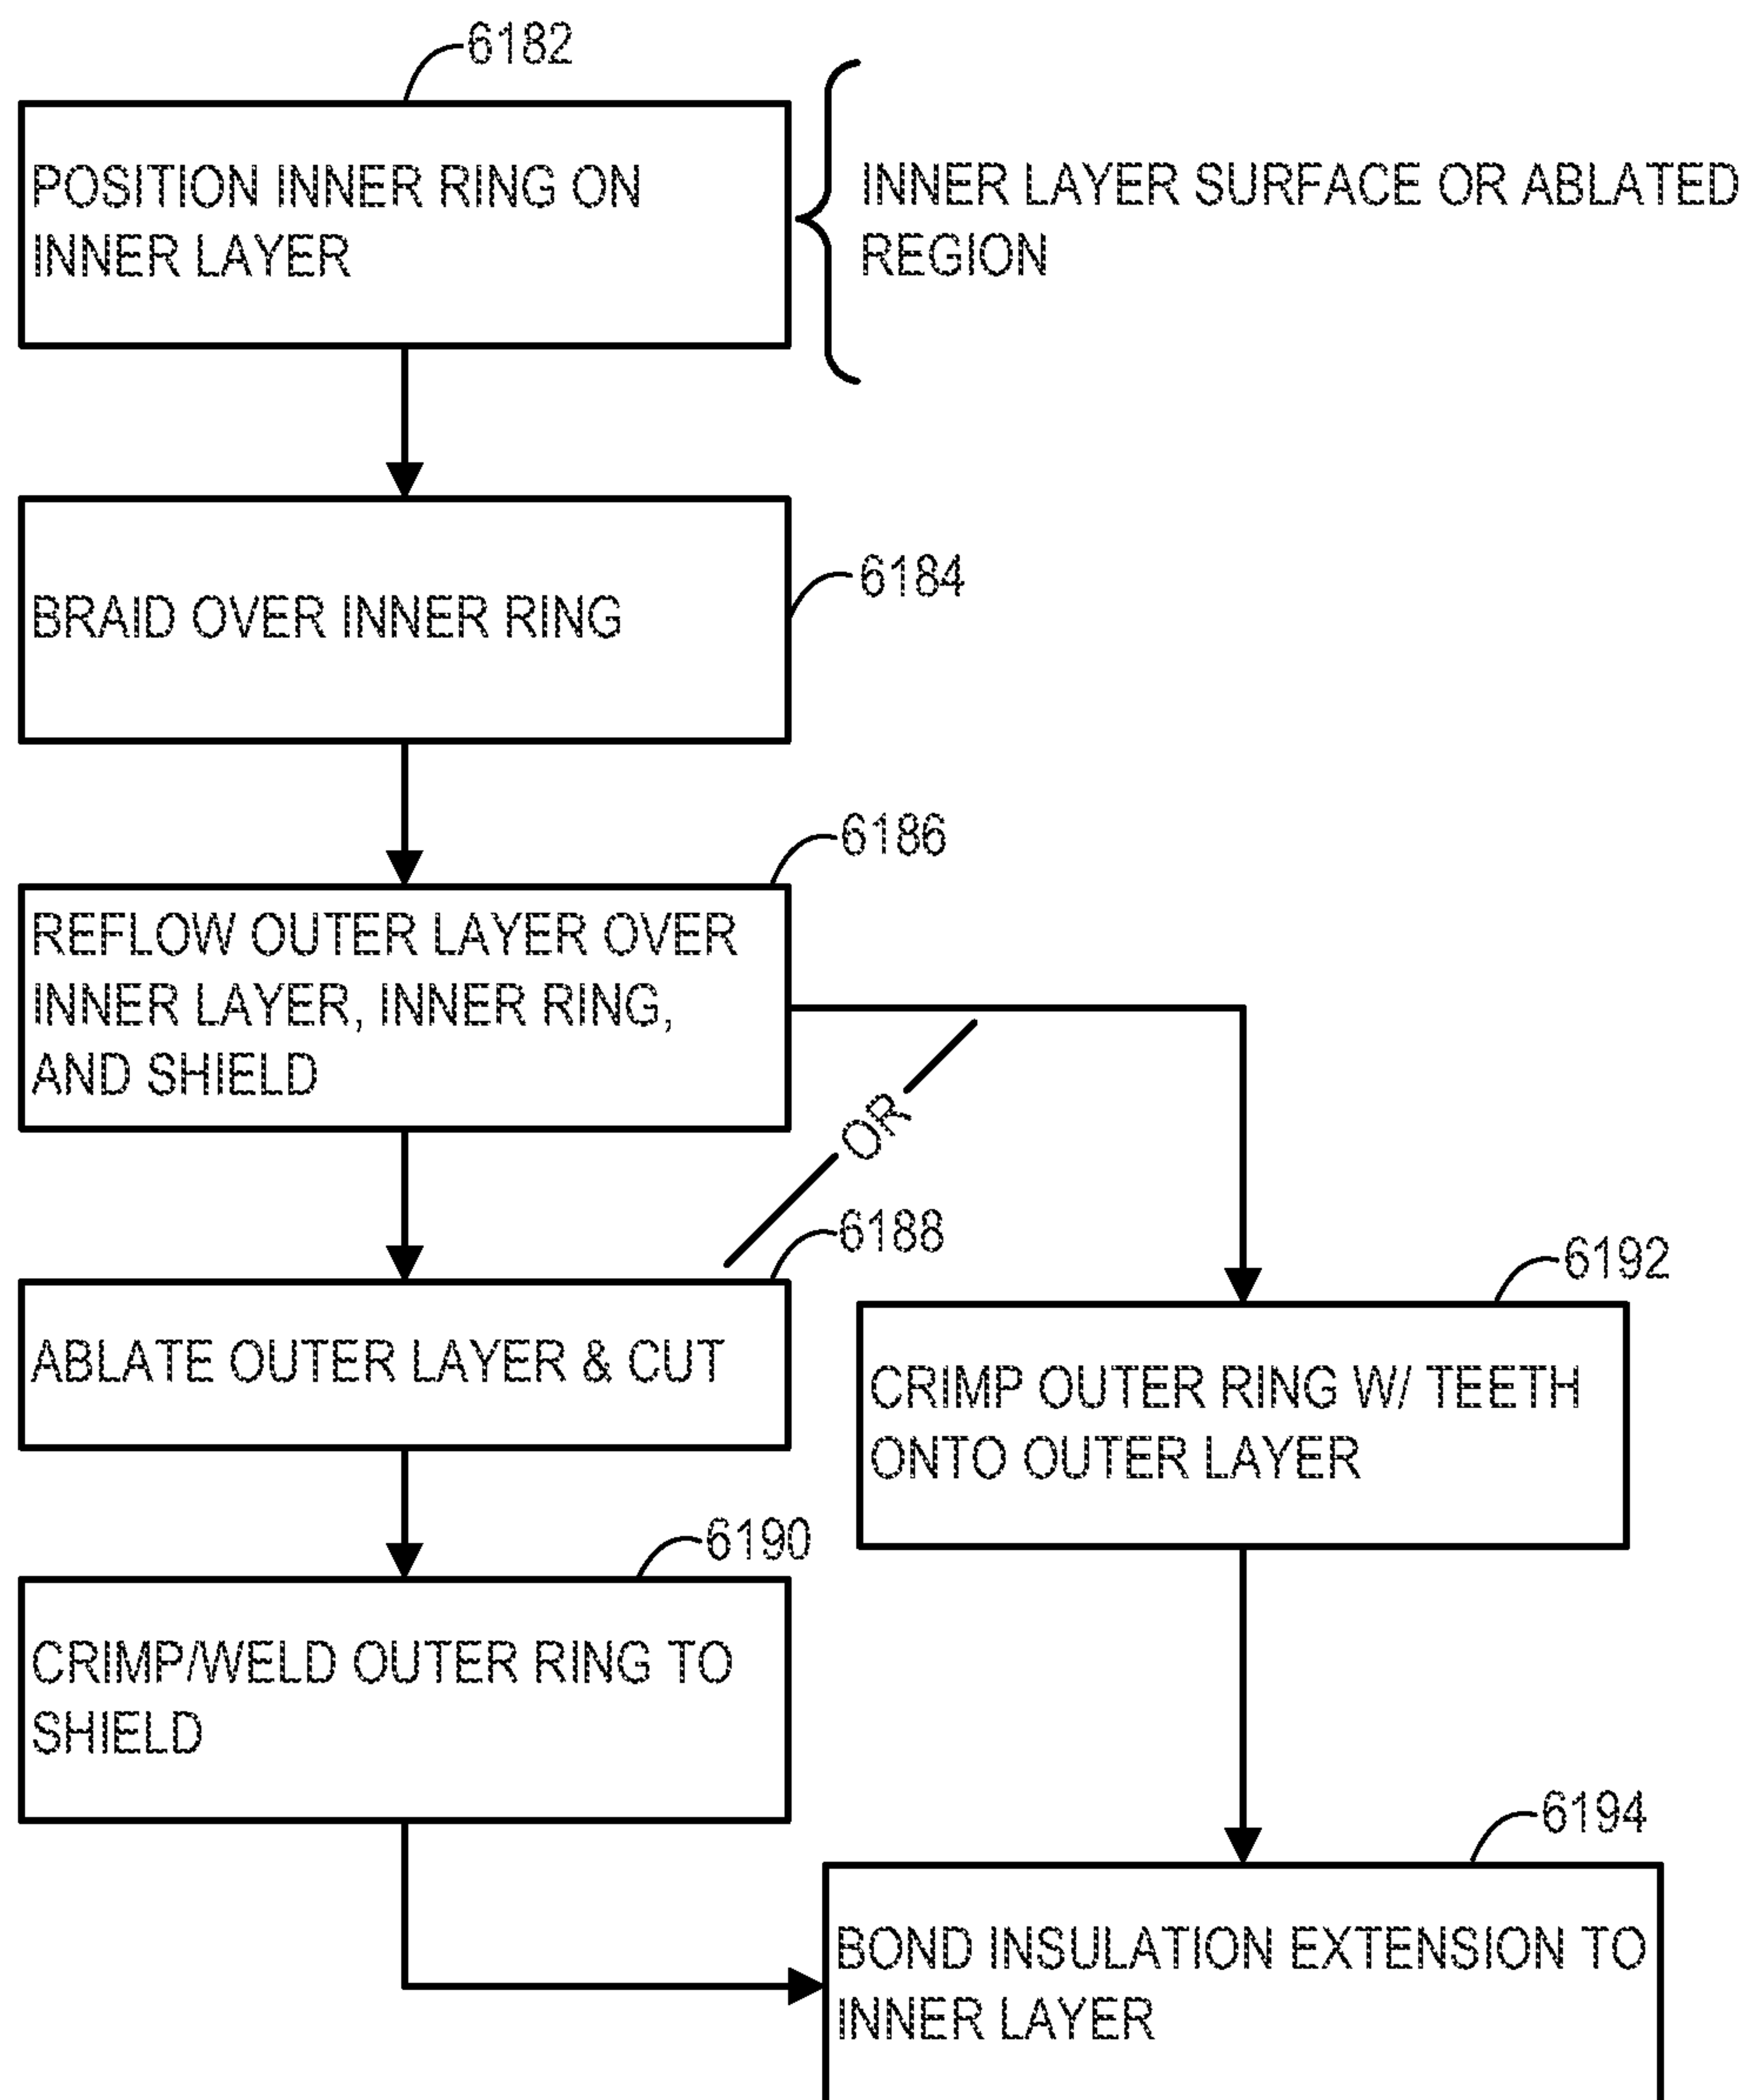 6182
POSITION INNER RING ON
INNER LAYER
INNER LAYER SURFACE OR ABLATED
REGION
6184
BRAID OVER INNER RING
6186
REFLOW OUTER LAYER OVER
INNER LAYER, INNER RING,
AND SHIELD
OR
6188
ABLATE OUTER LAYER & CUT
6192
CRIMP OUTER RING W/ TEETH
ONTO OUTER LAYER
6190
CRIMP/WELD OUTER RING TO
SHIELD
6194
BOND INSULATION EXTENSION TO
INNER LAYER